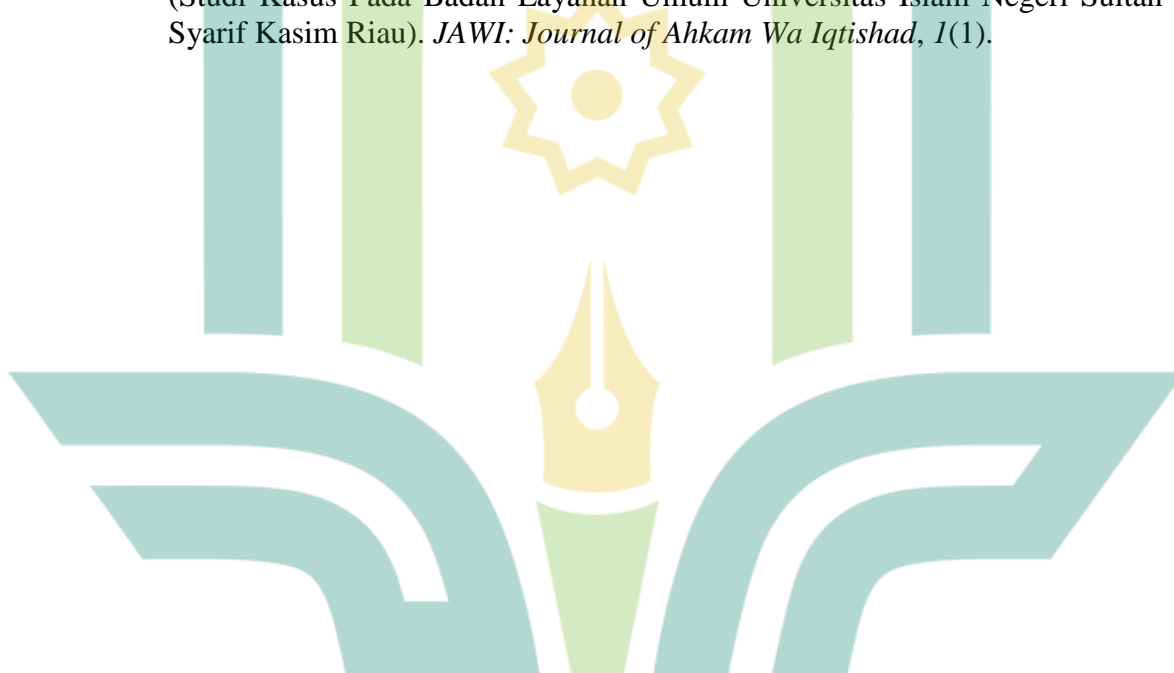 (Studi Kasus Pada Badan Layanan Umum Universitas Islam Negeri Sultan
Syarif Kasim Riau). JAWI: Journal of Ahkam Wa Iqtishad, 1(1).